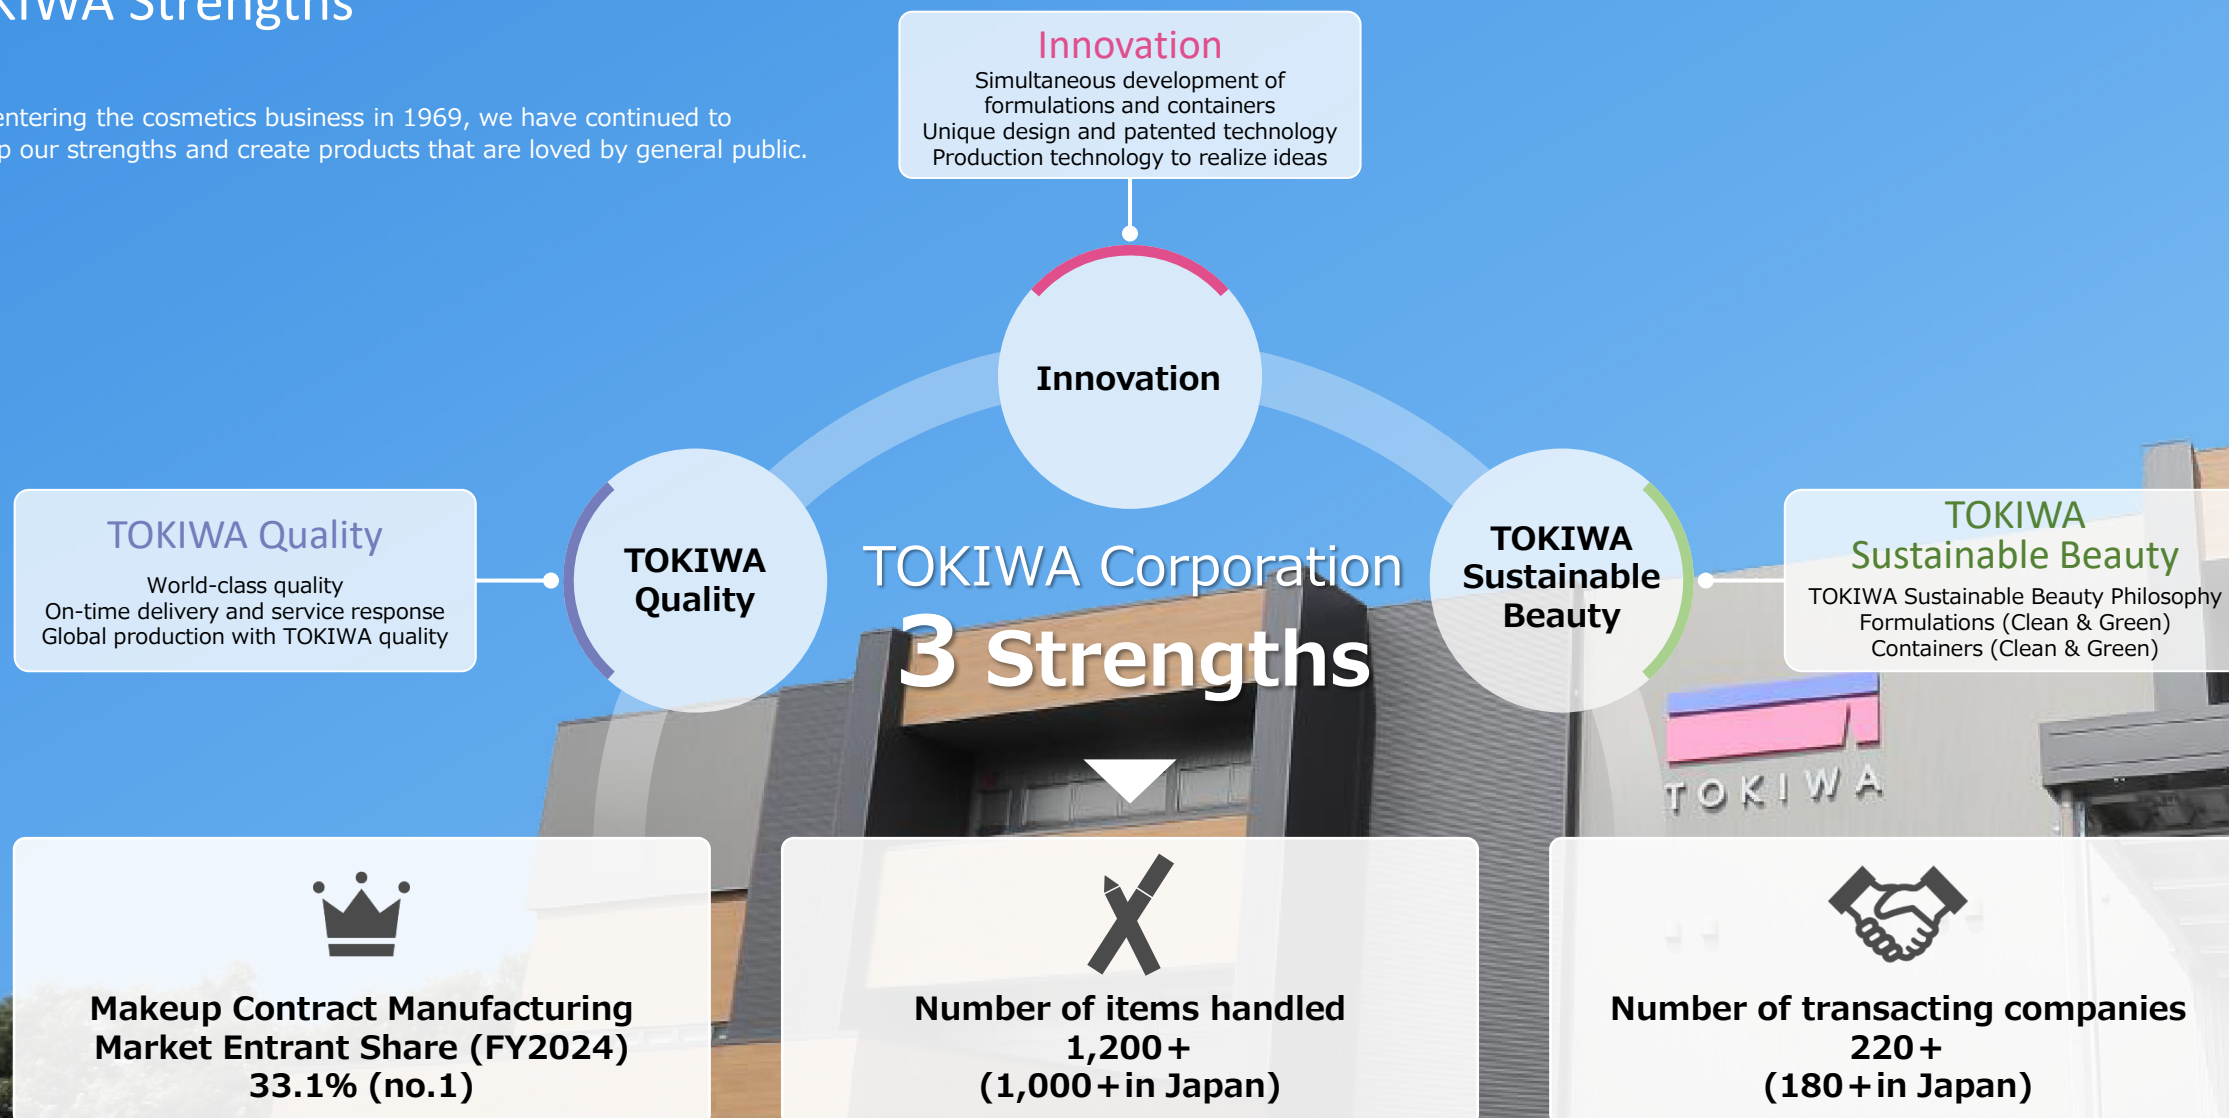 KIWA Strengths
entering the cosmetics business in 1969, we have continued to
p our strengths and create products that are loved by general public.
Innovation
Simultaneous development of
formulations and containers
Unique design and patented technology
Production technology to realize ideas
Innovation
TOKIWA Quality
World-class quality
On-time delivery and service response
Global production with TOKIWA quality
TOKIWA
Quality
TOKIWA Corporation
3 Strengths
TOKIWA
Sustainable
Beauty
TOKIWA
Sustainable Beauty
TOKIWA Sustainable Beauty Philosophy
Formulations (Clean & Green)
Containers (Clean & Green)
TOKIWA
Makeup Contract Manufacturing
Market Entrant Share (FY2024)
33.1% (no.1)
Number of items handled
1,200+
(1,000+in Japan)
Number of transacting companies
220+
(180+in Japan)